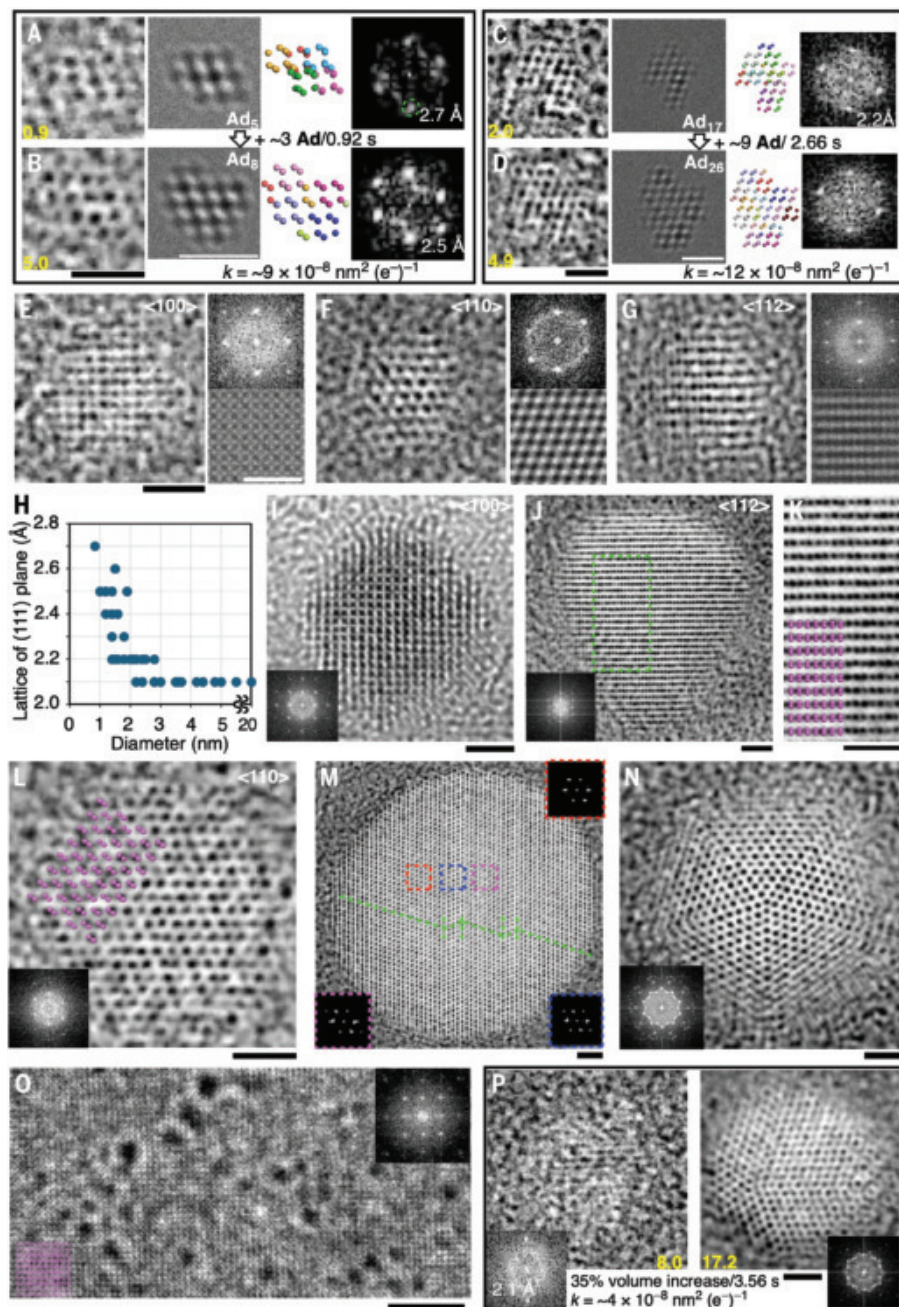 A
C
Ad₅
2.7 Å
0.9
Ad₁₇
2.2Å
2.0
+ ~3 Ad/0.92 s
+ ~9 Ad/ 2.66 s
B
Ad₈
D
Ad₂₆
2.5 Å
5.0
4.9
k = ~9 × 10⁻⁸ nm² (e⁻)⁻¹
k = ~12 × 10⁻⁸ nm² (e⁻)⁻¹
E <100>
F <110>
G <112>
H
2.8
2.6
2.4
2.2
2.0
Lattice of (111) plane (Å)
0 1 2 3 4 5 20
Diameter (nm)
I <100>
J <112>
K
L <110>
M
N
O
P
2.1 Å
8.0
17.2
35% volume increase/3.56 s
k = ~4 × 10⁻⁸ nm² (e⁻)⁻¹